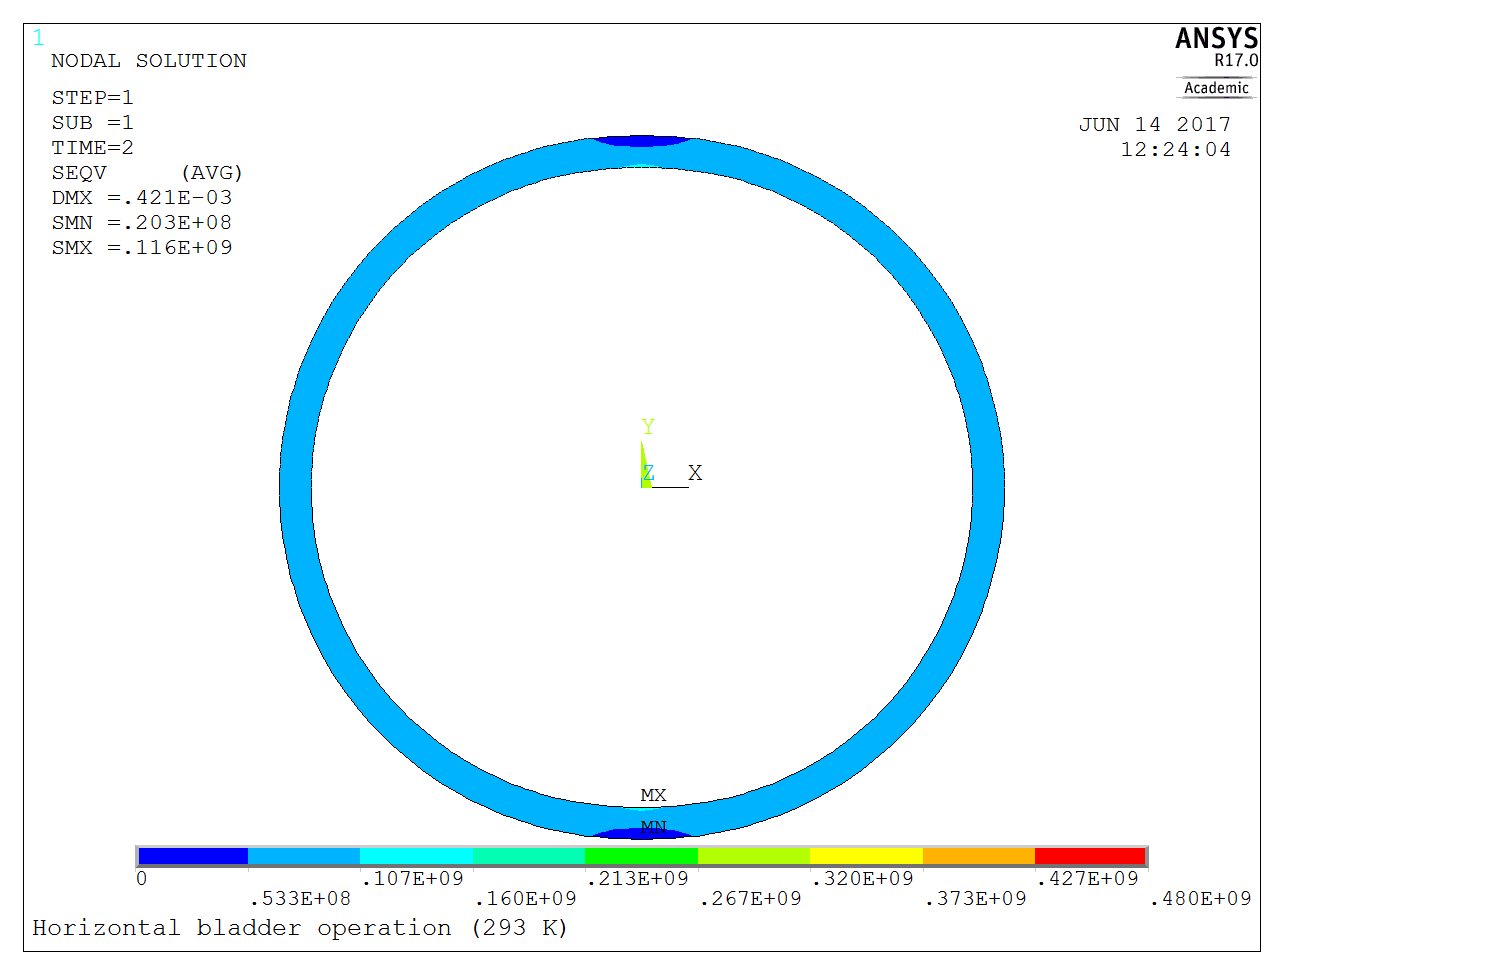 1
ANSYS
R17.0
Academic
NODAL SOLUTION
STEP=1
SUB =1
TIME=2
SEQV (AVG)
DMX =.421E-03
SMN =.203E+08
SMX =.116E+09
JUN 14 2017
12:24:04
Y
Z X
MX
MN
0 .107E+09 .213E+09 .320E+09 .427E+09
.533E+08 .160E+09 .267E+09 .373E+09 .480E+09
Horizontal bladder operation (293 K)